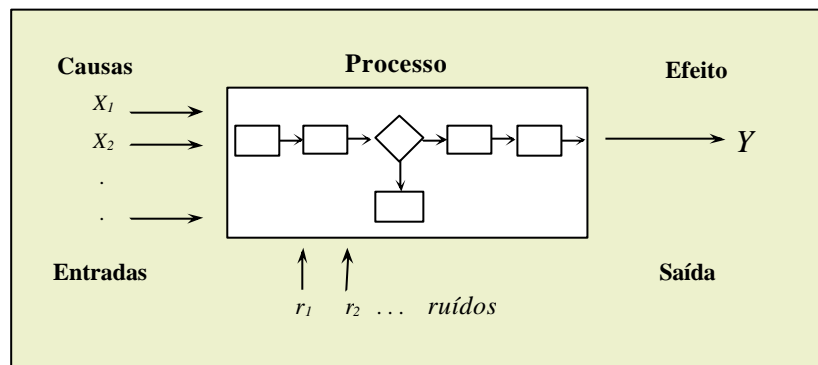 Causas Processo Efeito
X1
X2 Y
.
.
Entradas Saída
r1 r2 ... ruídos